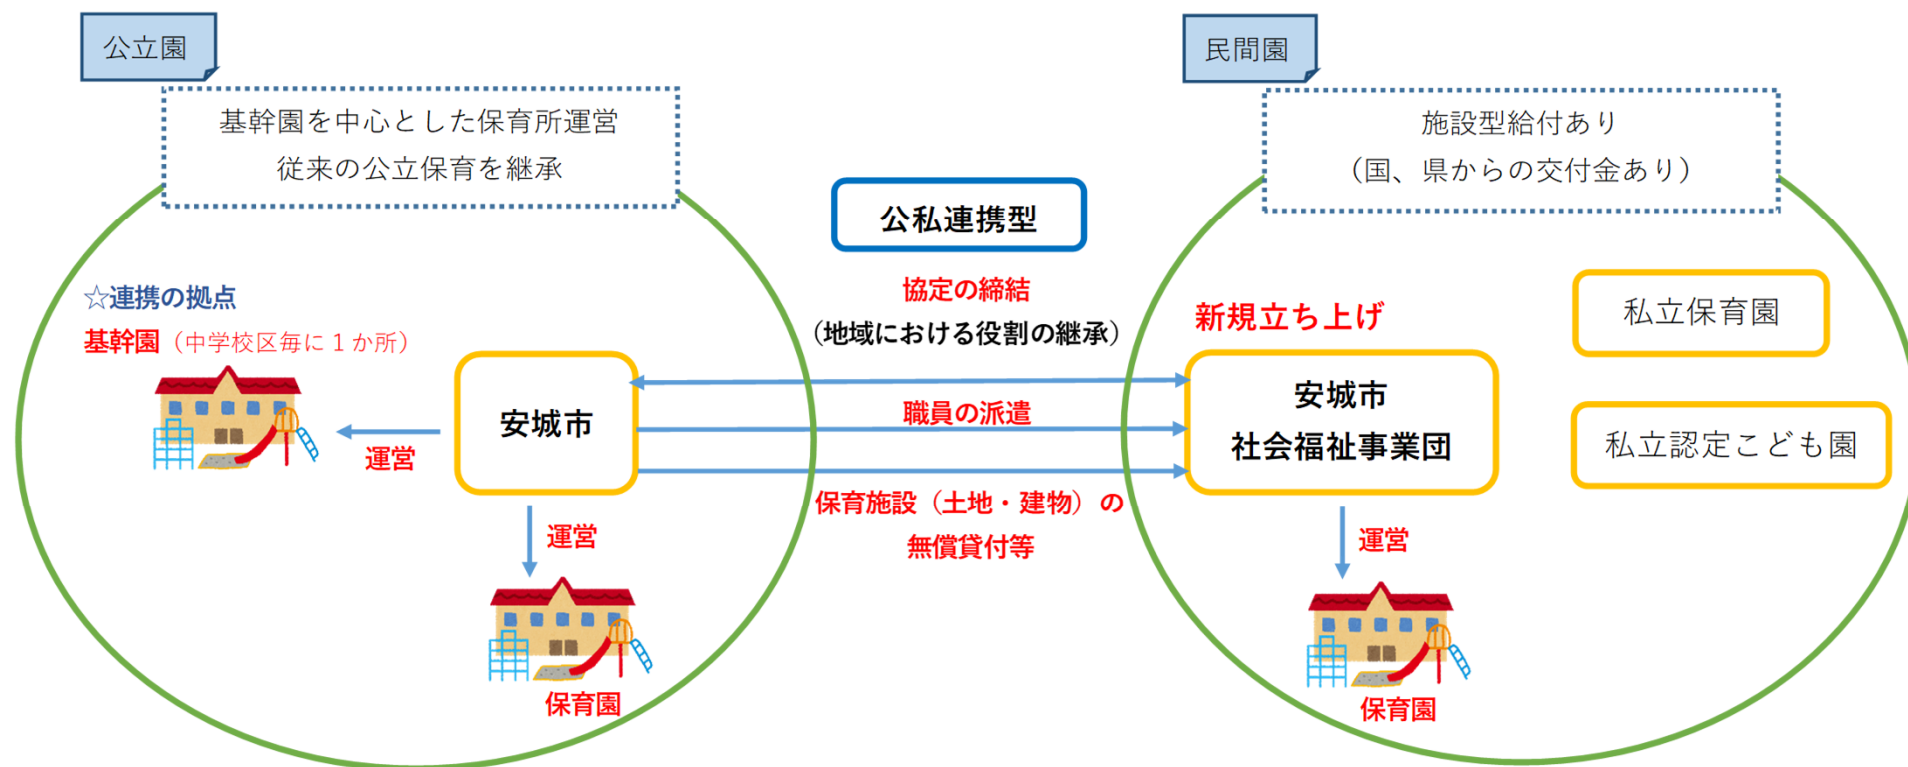 公立園
基幹園を中心とした保育所運営
従来の公立保育を継承
☆連携の拠点
基幹園（中学校区毎に１か所）
運営
安城市
運営
保育園
公私連携型
協定の締結
（地域における役割の継承）
職員の派遣
保育施設（土地・建物）の
無償貸付等
民間園
施設型給付あり
（国、県からの交付金あり）
新規立ち上げ
安城市
社会福祉事業団
運営
保育園
私立保育園
私立認定こども園